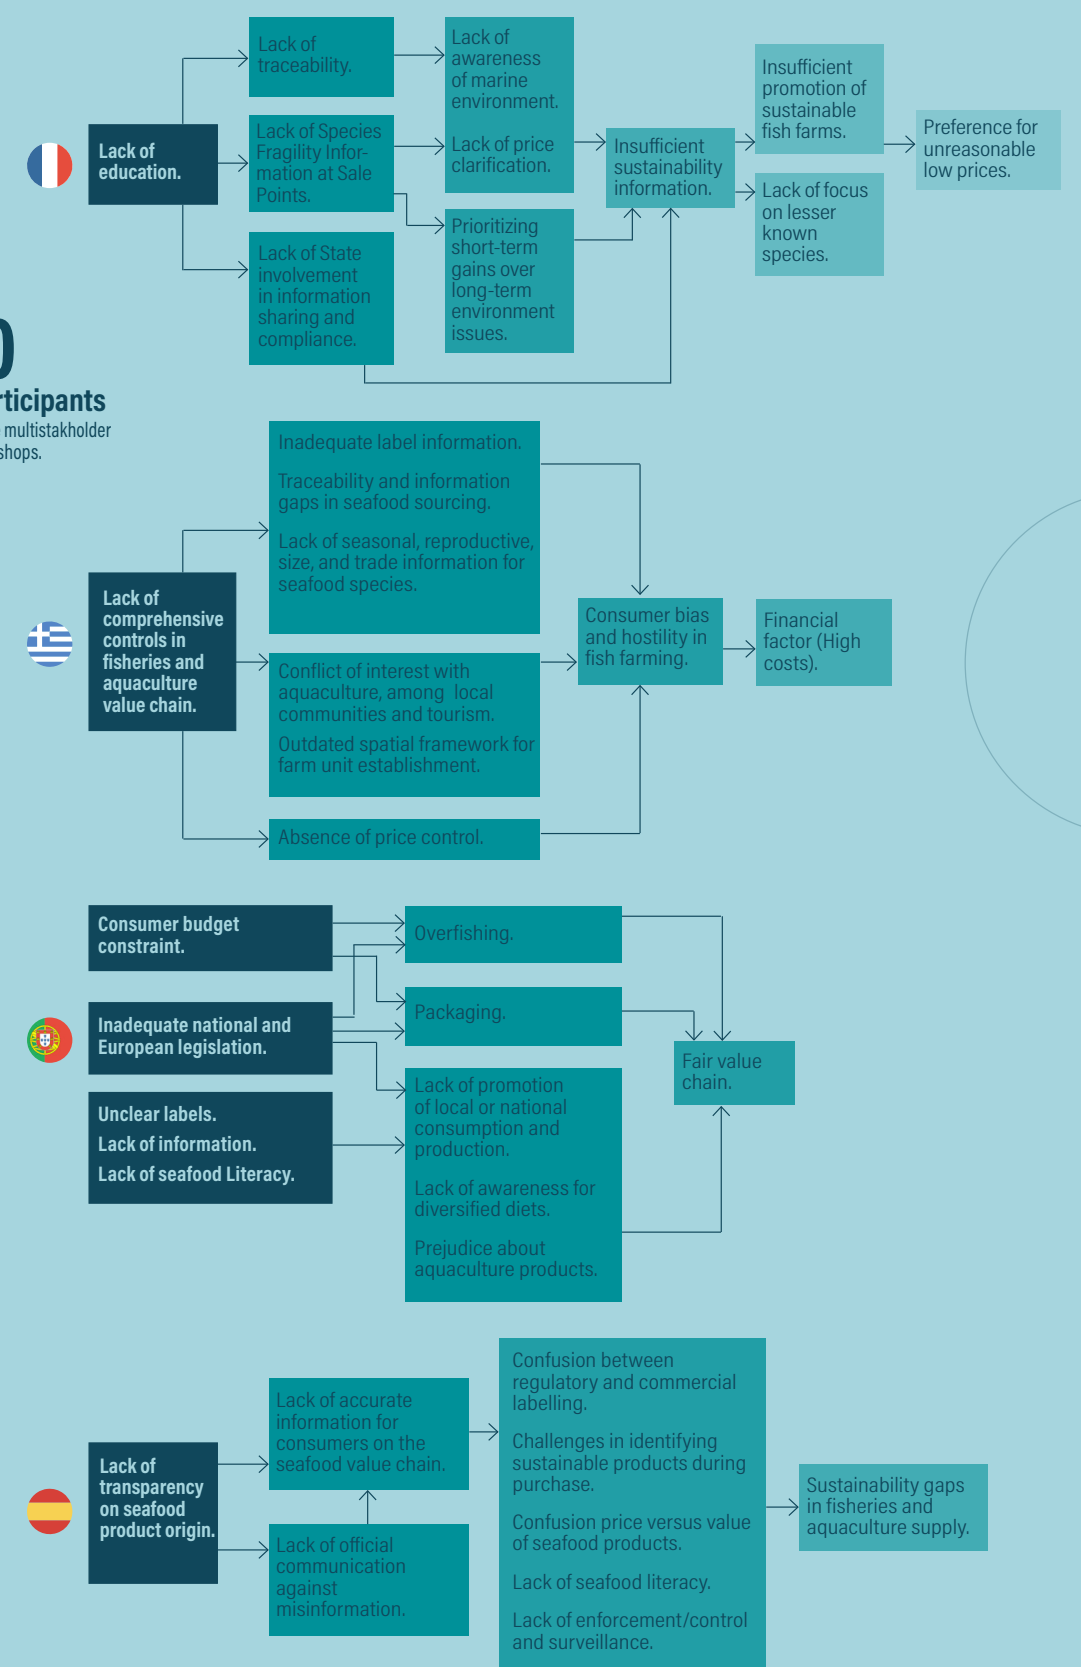 Lack of
education.
Lack of
traceability.
Lack of Species
Fragility Infor-
mation at Sale
Points.
Lack of State
involvement
in information
sharing and
compliance.
Lack of
awareness
of marine
environment.
Lack of price
clarification.
Prioritizing
short-term
gains over
long-term
environment
issues.
Insufficient
sustainability
information.
Insufficient
promotion of
sustainable
fish farms.
Lack of focus
on lesser
known
species.
Preference for
unreasonable
low prices.
0
rticipants
multistakholder
shops.
Lack of
comprehensive
controls in
fisheries and
aquaculture
value chain.
Inadequate label information.
Traceability and information
gaps in seafood sourcing.
Lack of seasonal, reproductive,
size, and trade information for
seafood species.
Conflict of interest with
aquaculture, among local
communities and tourism.
Outdated spatial framework for
farm unit establishment.
Absence of price control.
Consumer bias
and hostility in
fish farming.
Financial
factor (High
costs).
Consumer budget
constraint.
Inadequate national and
European legislation.
Unclear labels.
Lack of information.
Lack of seafood Literacy.
Overfishing.
Packaging.
Lack of promotion
of local or national
consumption and
production.
Lack of awareness for
diversified diets.
Prejudice about
aquaculture products.
Fair value
chain.
Lack of
transparency
on seafood
product origin.
Lack of accurate
information for
consumers on the
seafood value chain.
Lack of official
communication
against
misinformation.
Confusion between
regulatory and commercial
labelling.
Challenges in identifying
sustainable products during
purchase.
Confusion price versus value
of seafood products.
Lack of seafood literacy.
Lack of enforcement/control
and surveillance.
Sustainability gaps
in fisheries and
aquaculture supply.